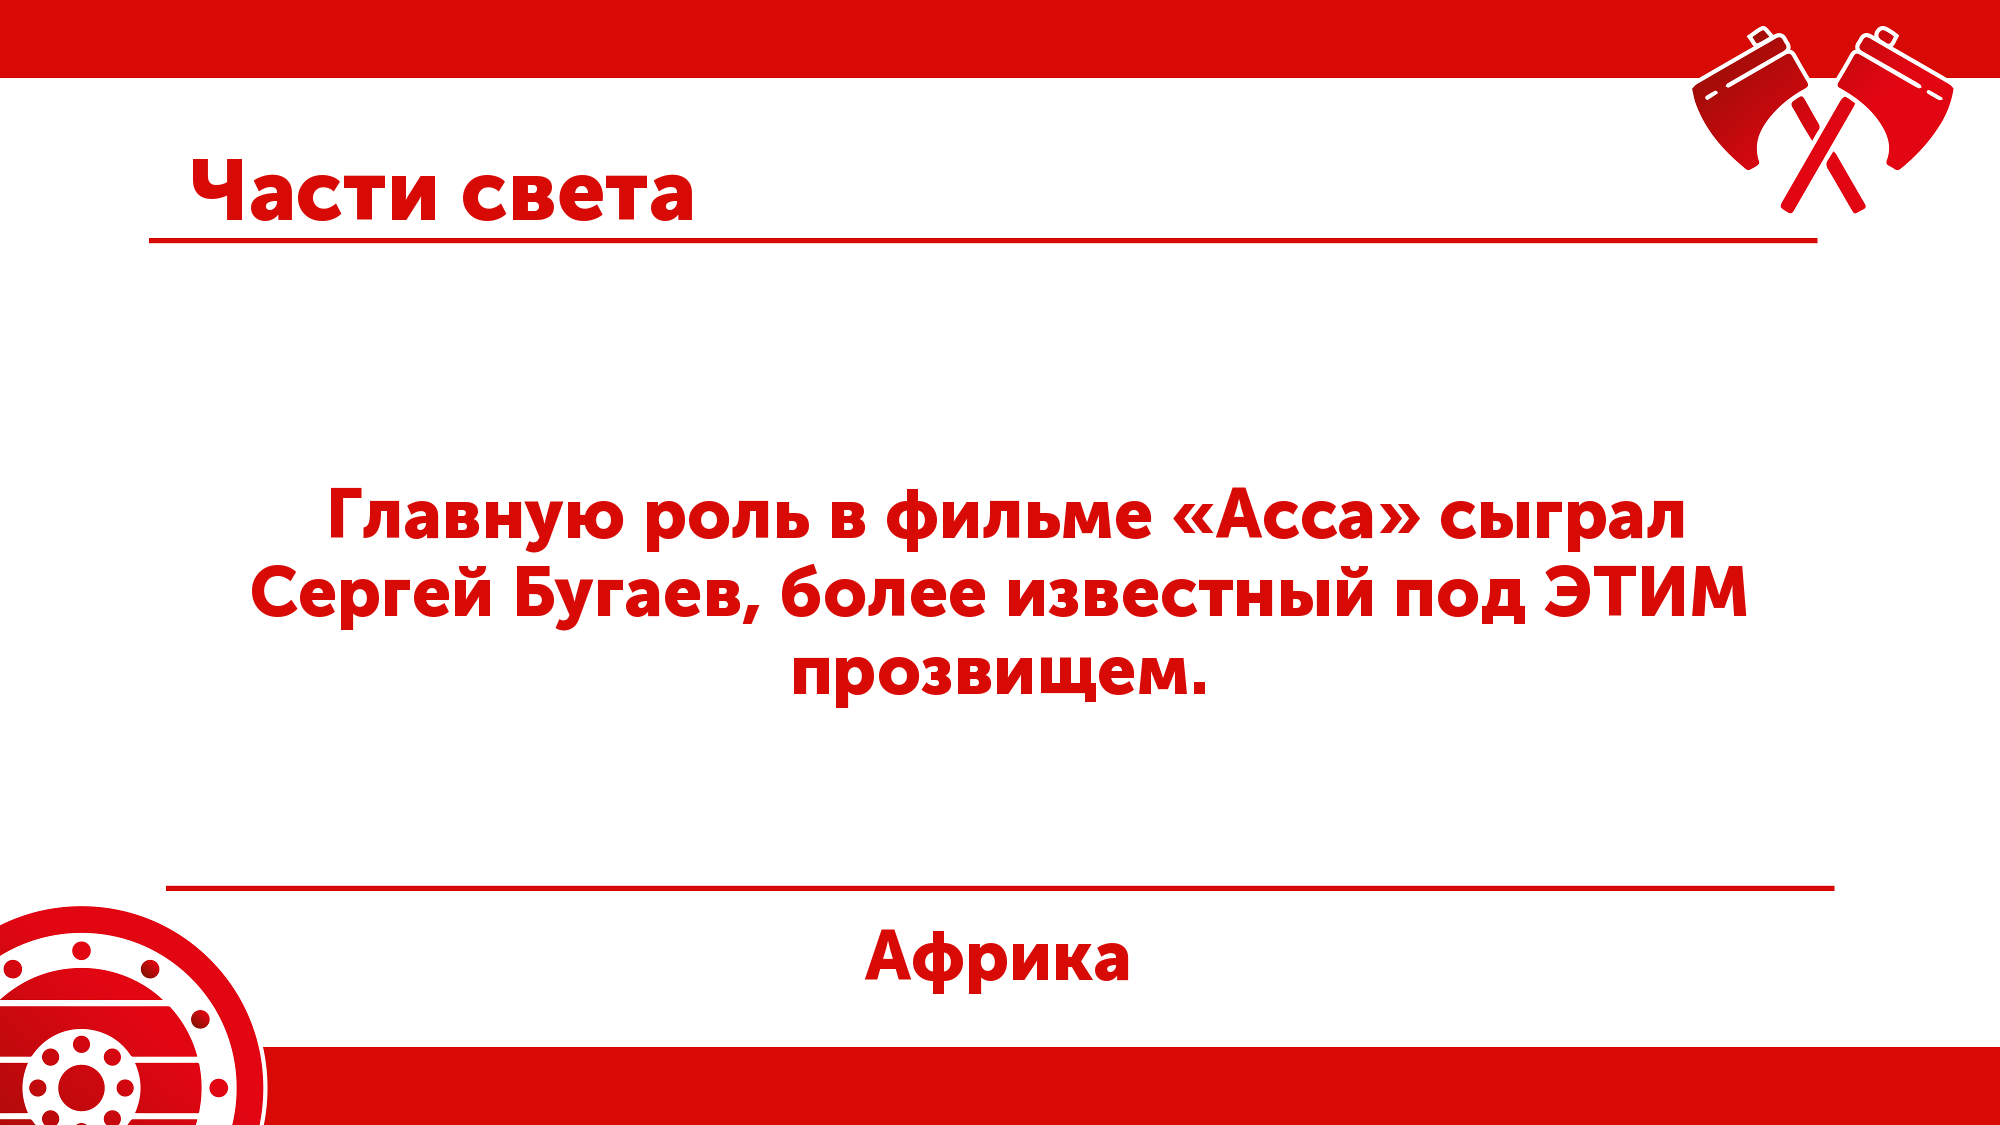 Части света
Главную роль в фильме «Асса» сыграл
Сергей Бугаев, более известный под ЭТИМ
прозвищем.
Африка